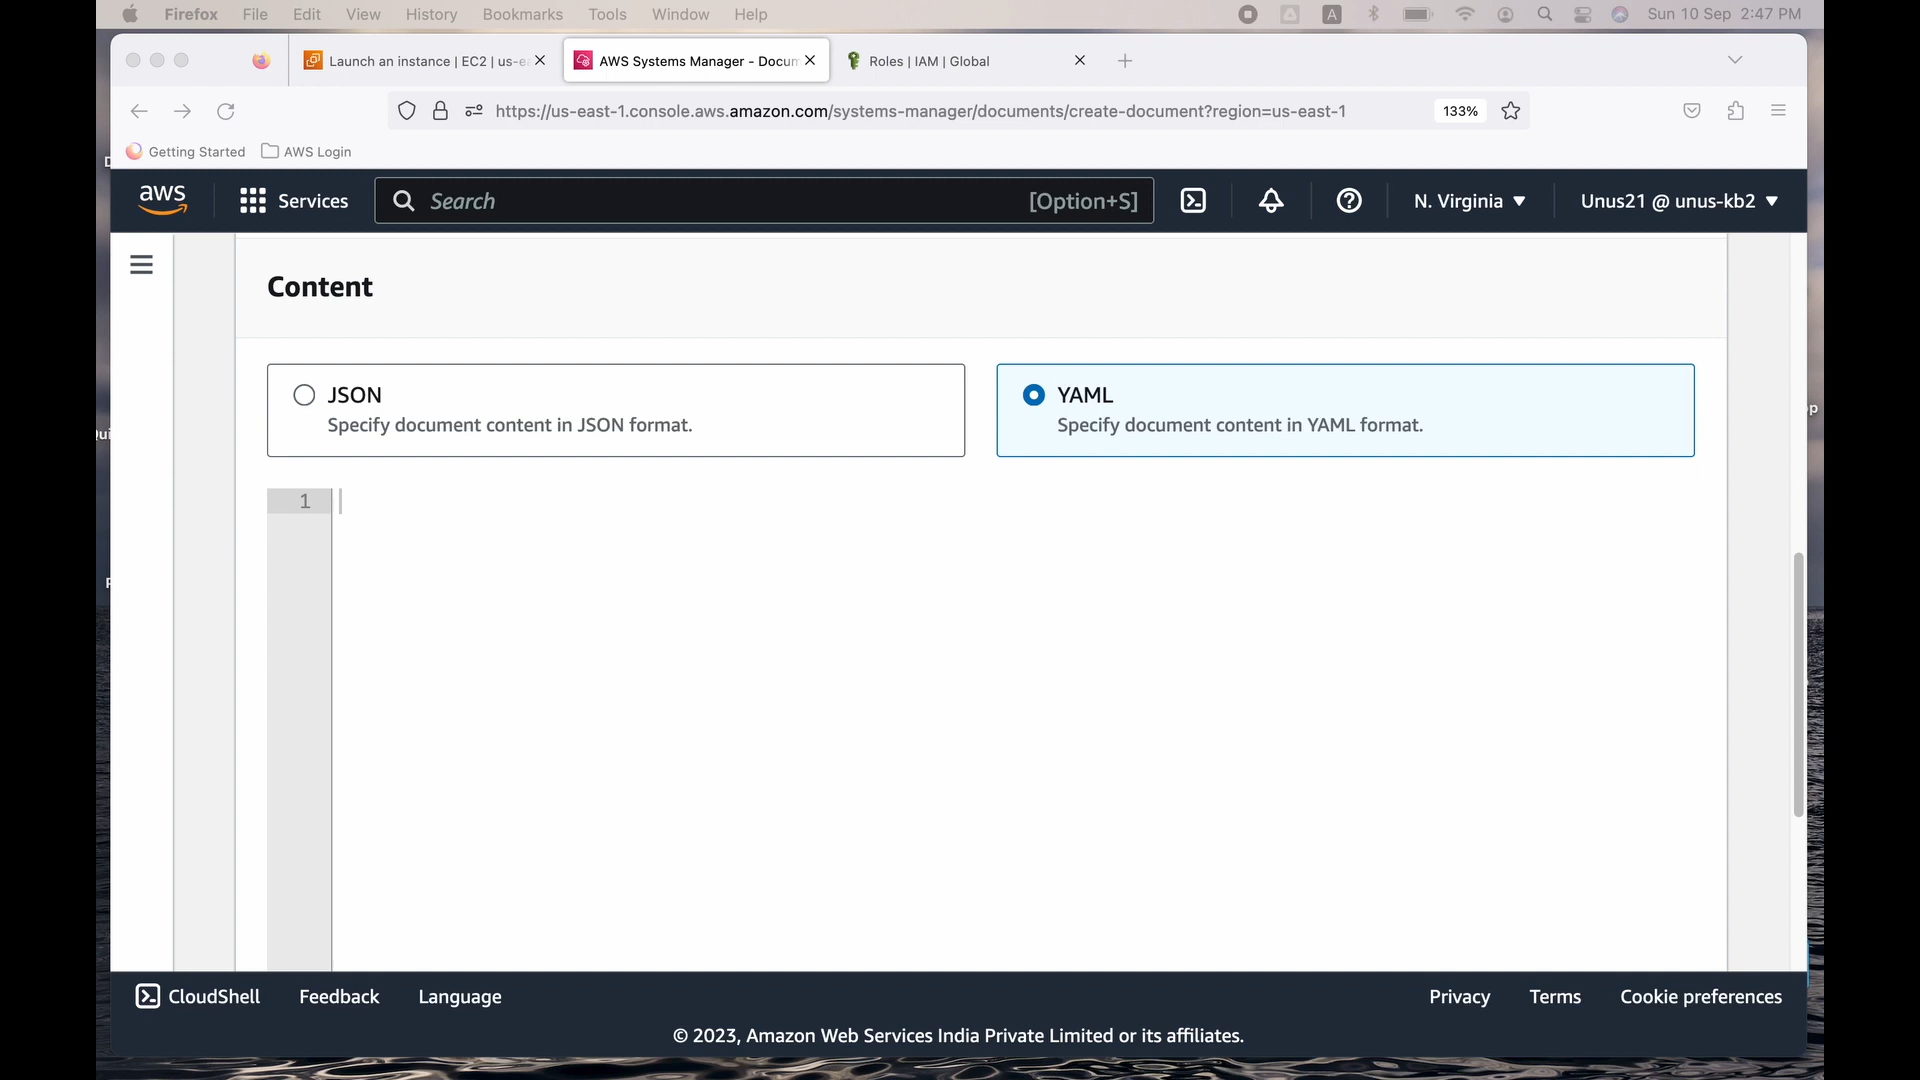 Firefox File Edit View History Bookmarks Tools Window Help A Sun 10 Sep 2:47 PM
Launch an instance | EC2 | us-ea AWS Systems Manager - Docum Roles | IAM | Global
https://us-east-1.console.aws.amazon.com/systems-manager/documents/create-document?region=us-east-1 133%
Getting Started AWS Login
aws Services Search [Option+S] N. Virginia Unus21 @ unus-kb2
Content
JSON
Specify document content in JSON format.
YAML
Specify document content in YAML format.
1
CloudShell Feedback Language Privacy Terms Cookie preferences
© 2023, Amazon Web Services India Private Limited or its affiliates.